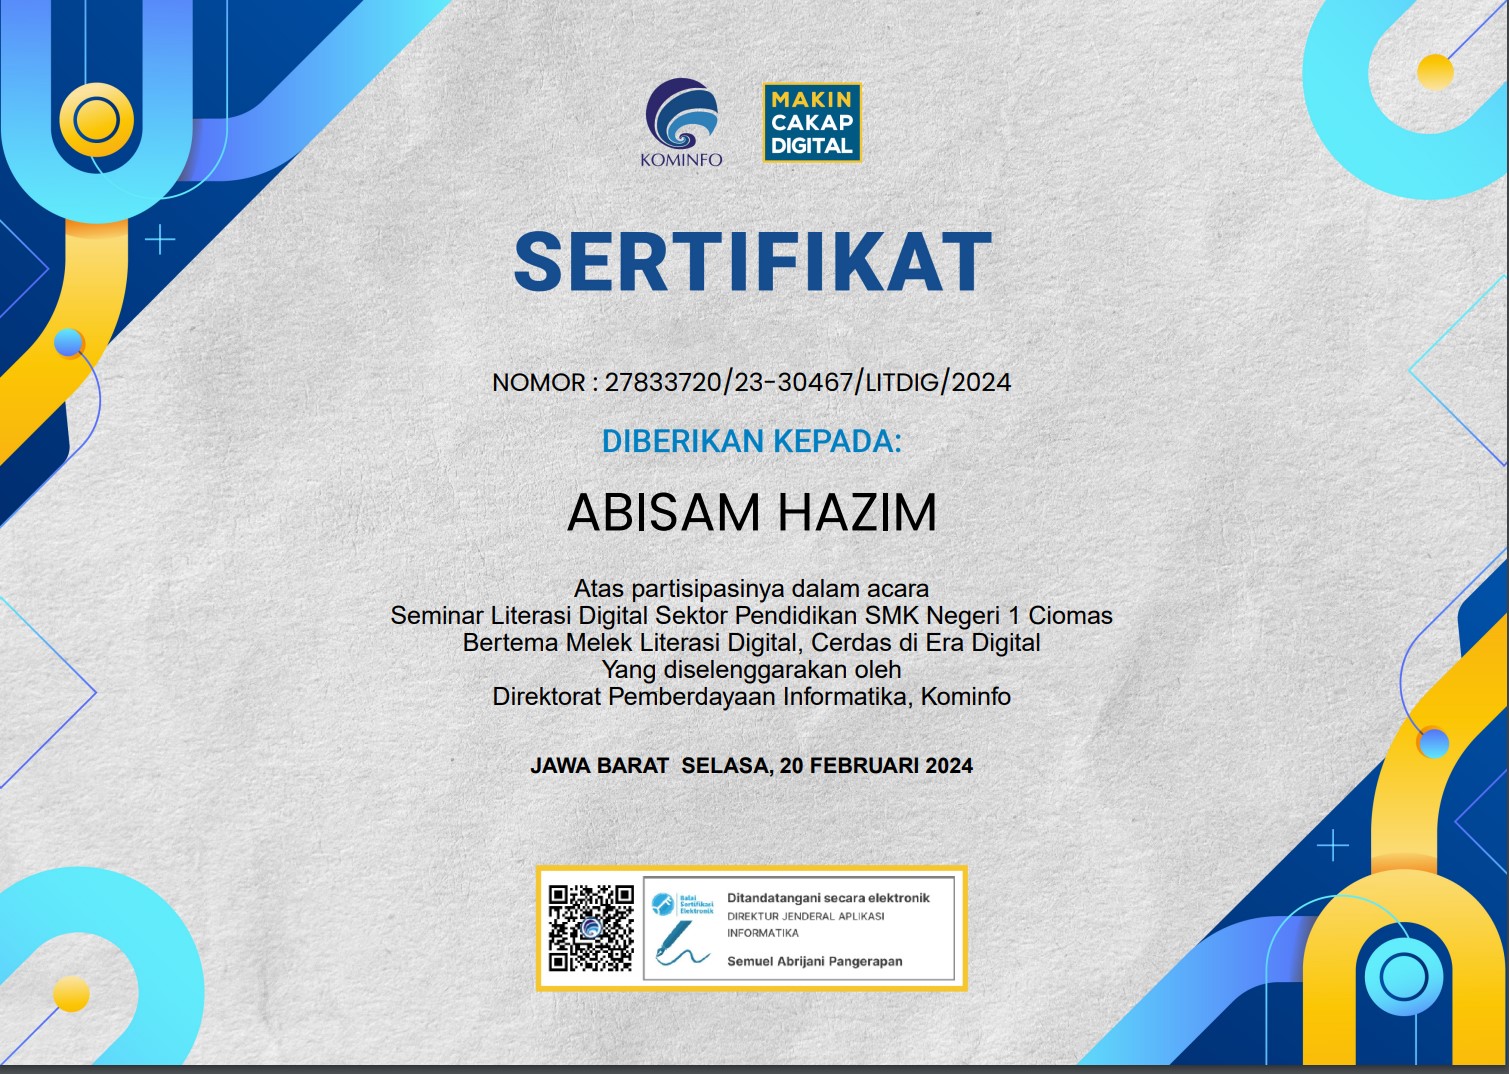 KOMINFO
MAKIN
CAKAP
DIGITAL
SERTIFIKAT
NOMOR : 27833720/23-30467/LITDIG/2024
DIBERIKAN KEPADA:
ABISAM HAZIM
Atas partisipasinya dalam acara
Seminar Literasi Digital Sektor Pendidikan SMK Negeri 1 Ciomas
Bertema Melek Literasi Digital, Cerdas di Era Digital
Yang diselenggarakan oleh
Direktorat Pemberdayaan Informatika, Kominfo
JAWA BARAT  SELASA, 20 FEBRUARI 2024
Balai
Sertifikasi
Elektronik
Ditandatangani secara elektronik
DIREKTUR JENDERAL APLIKASI
INFORMATIKA
Semuel Abrijani Pangerapan